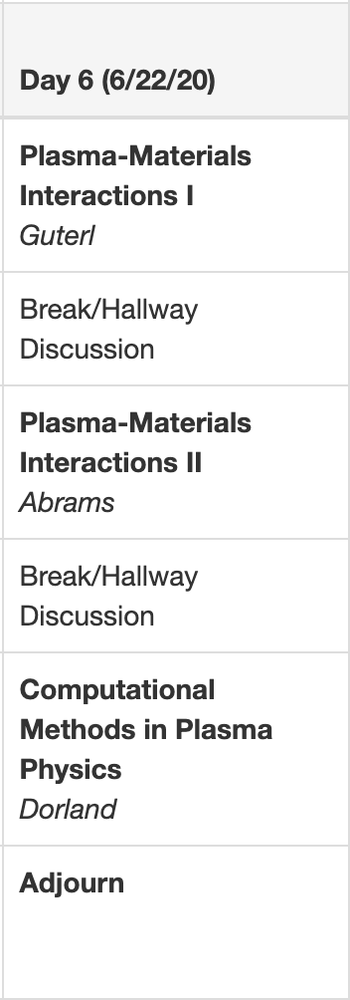 Day 6 (6/22/20)
Plasma-Materials
Interactions I
Guterl
Break/Hallway
Discussion
Plasma-Materials
Interactions II
Abrams
Break/Hallway
Discussion
Computational
Methods in Plasma
Physics
Dorland
Adjourn